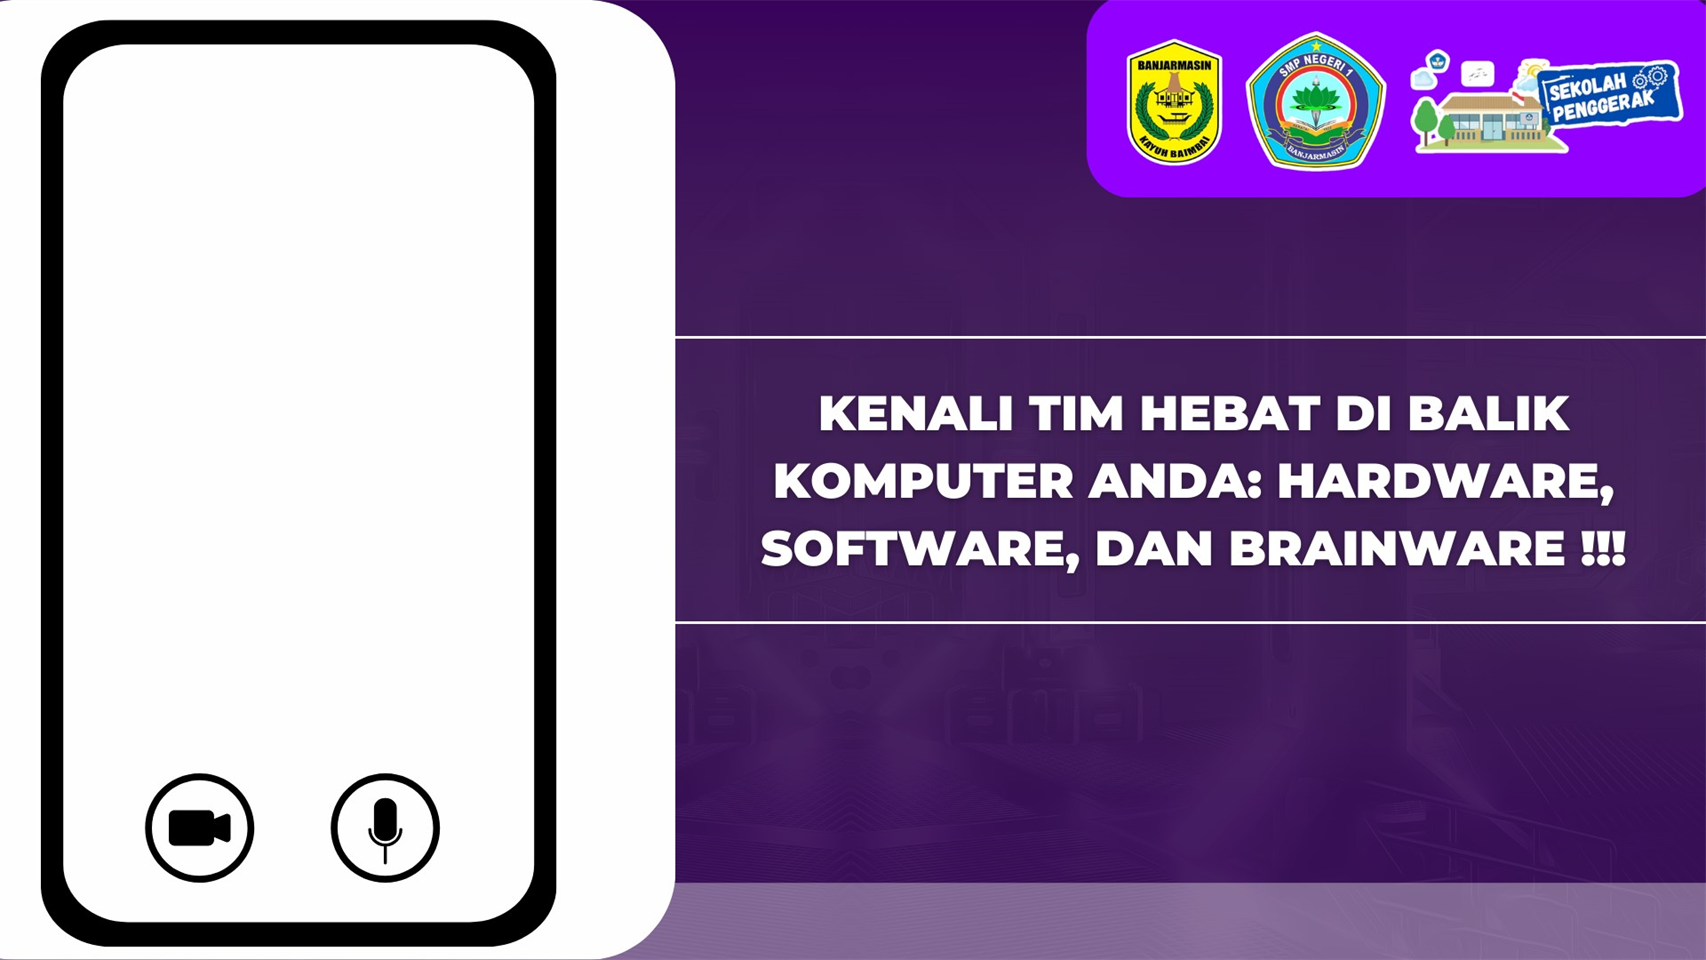 BANJARMASIN
KAYUH BAIMBAI
SMP NEGERI 1
BANJARMASIN
SEKOLAH
PENGGERAK
KENALI TIM HEBAT DI BALIK
KOMPUTER ANDA: HARDWARE,
SOFTWARE, DAN BRAINWARE !!!